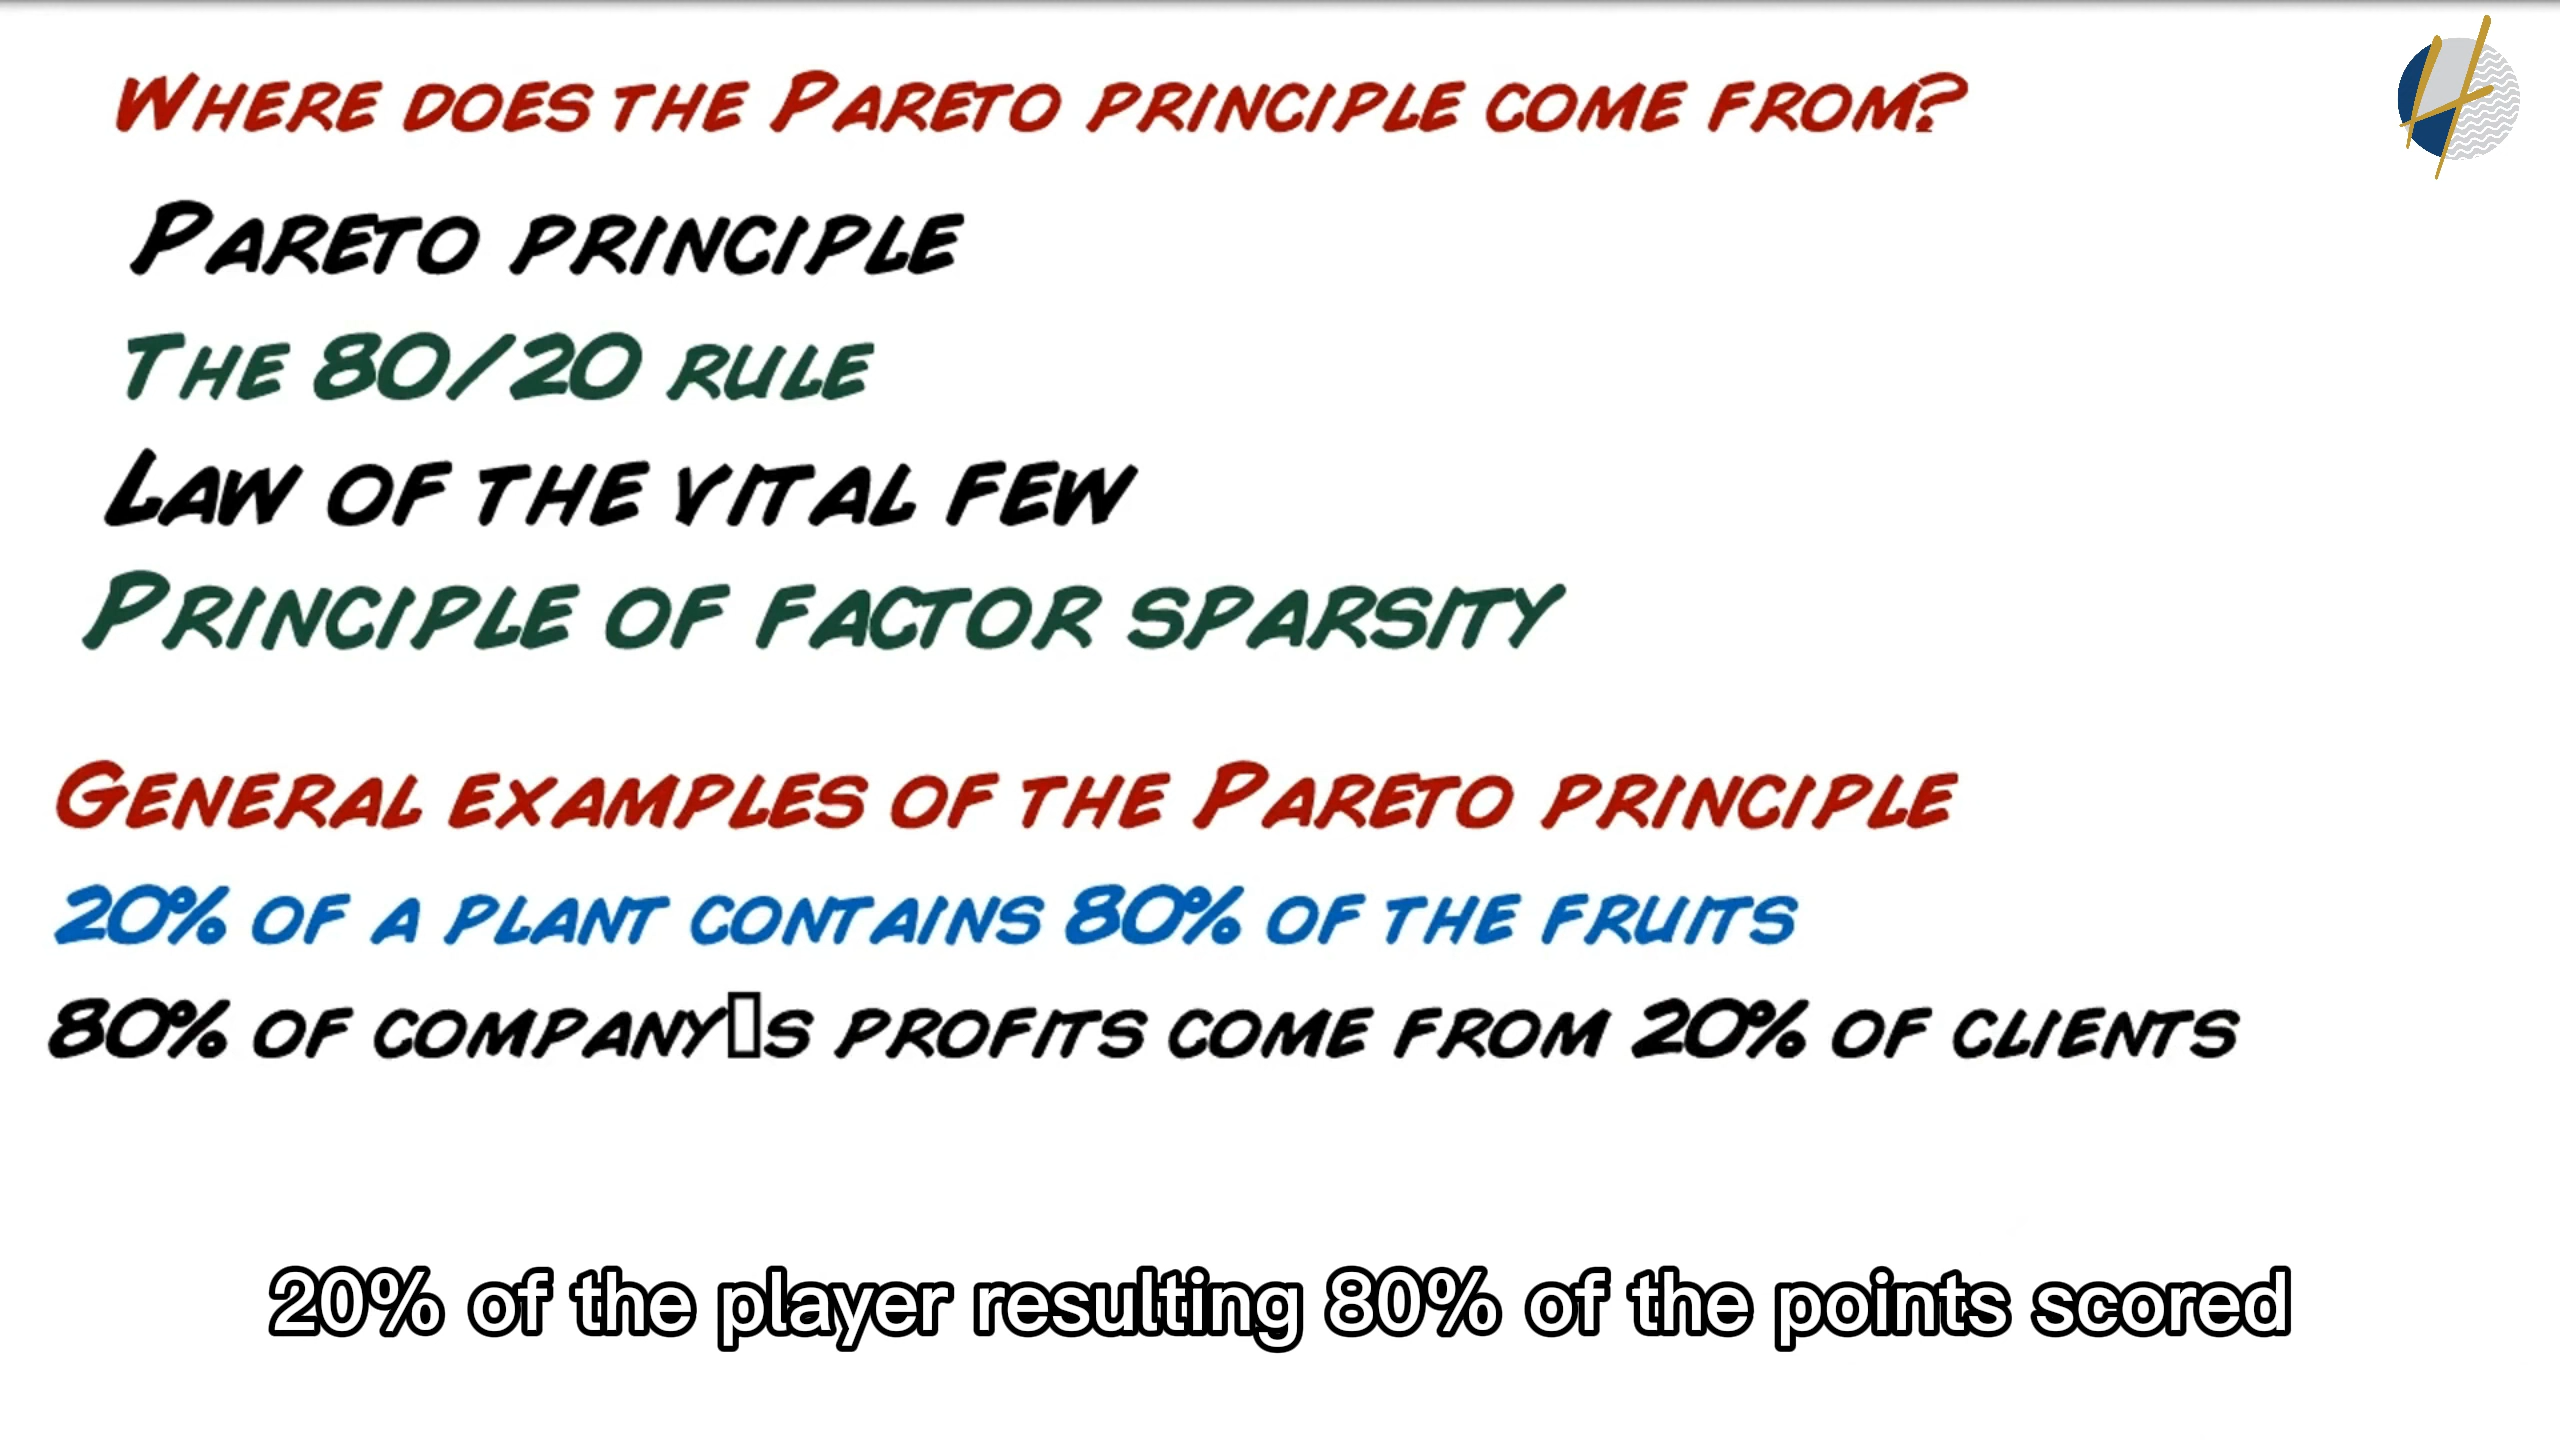 Where does the Pareto principle come from?
Pareto principle
The 80/20 rule
Law of the vital few
Principle of factor sparsity
General examples of the Pareto principle
20% of a plant contains 80% of the fruits
80% of company▯s profits come from 20% of clients
20% of the player resulting 80% of the points scored